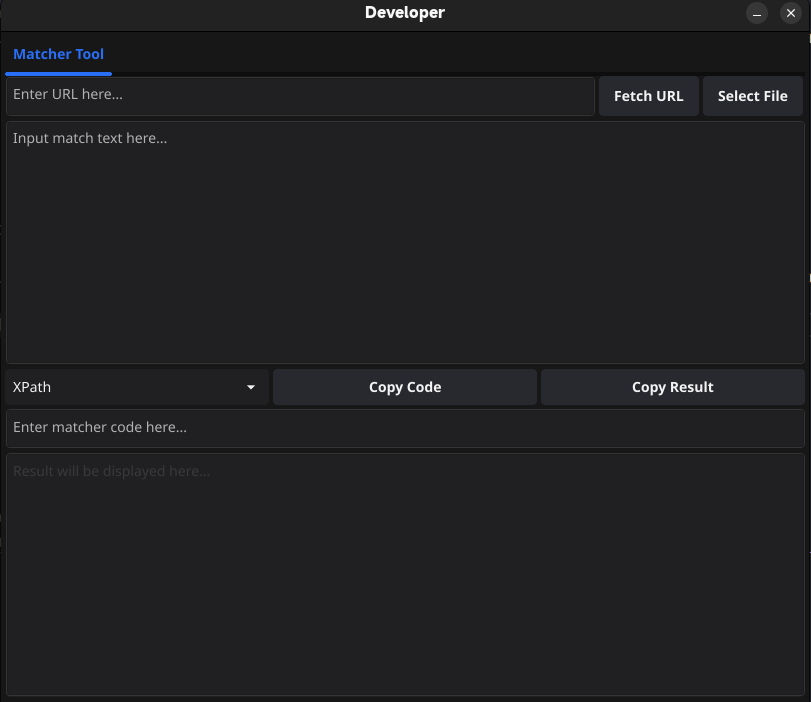 Developer
Matcher Tool
Enter URL here...
Fetch URL
Select File
Input match text here...
XPath
Copy Code
Copy Result
Enter matcher code here...
Result will be displayed here...